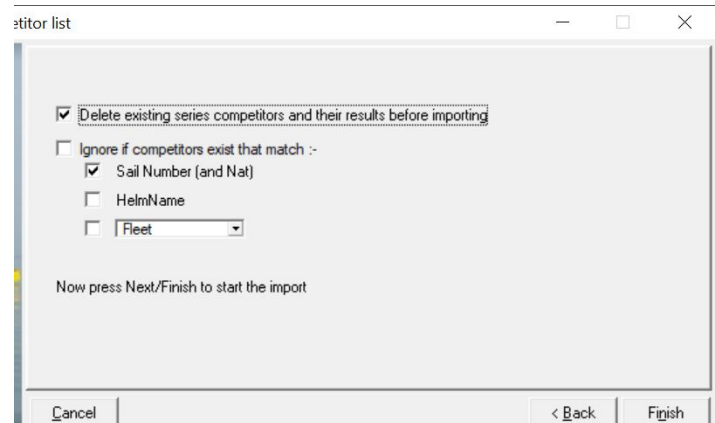 etitor list
Delete existing series competitors and their results before importing
Ignore if competitors exist that match :-
Sail Number (and Nat)
HelmName
Fleet
Now press Next/Finish to start the import
Cancel
< Back
Finish